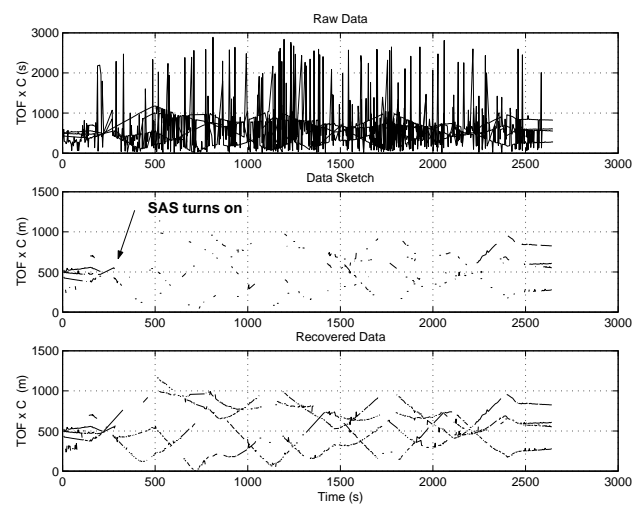 Raw Data
TOF x C (s)
3000
2000
1000
0
0 500 1000 1500 2000 2500 3000
Data Sketch
TOF x C (m)
1500
1000
500
0
SAS turns on
0 500 1000 1500 2000 2500 3000
Recovered Data
TOF x C (m)
1500
1000
500
0
0 500 1000 1500 2000 2500 3000
Time (s)